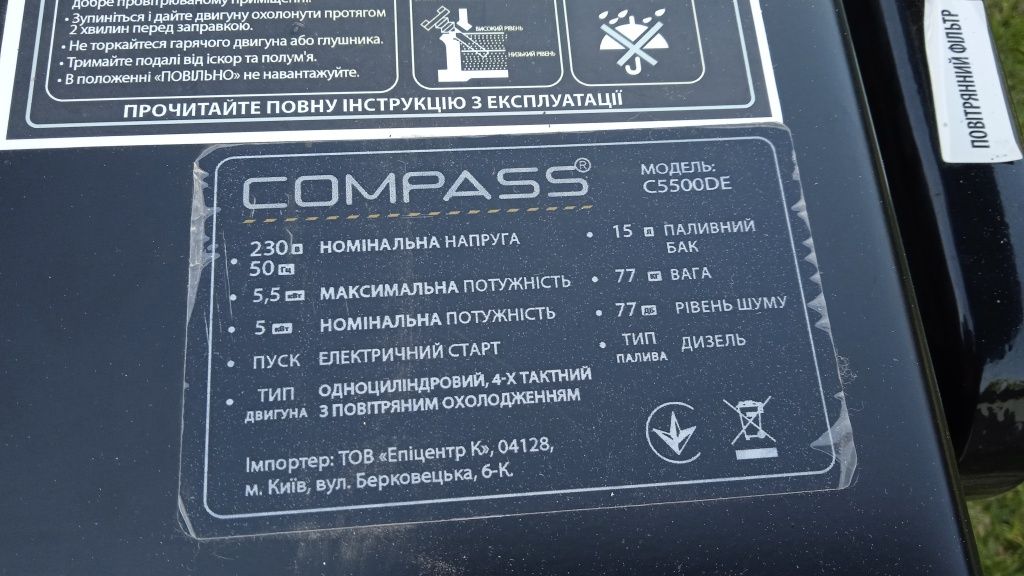 добре провітрюваному приміщенні.
• Зупиніться і дайте двигуну охолонути протягом
2 хвилин перед заправкою.
• Не торкайтеся гарячого двигуна або глушника.
• Тримайте подалі від іскор та полум'я.
• В положенні «ПОВІЛЬНО» не навантажуйте.
ВИСОКИЙ РІВЕНЬ
НИЗЬКИЙ РІВЕНЬ
ПРОЧИТАЙТЕ ПОВНУ ІНСТРУКЦІЮ З ЕКСПЛУАТАЦІЇ
ПОВІТРЯННИЙ ФІЛЬТР
COMPASS®
МОДЕЛЬ:
C5500DE
• 230 В НОМІНАЛЬНА НАПРУГА
50 ГЦ
• 5,5 кВт МАКСИМАЛЬНА ПОТУЖНІСТЬ
• 5 кВт НОМІНАЛЬНА ПОТУЖНІСТЬ
• ПУСК ЕЛЕКТРИЧНИЙ СТАРТ
• ТИП ДВИГУНА ОДНОЦИЛІНДРОВИЙ, 4-Х ТАКТНИЙ
З ПОВІТРЯНИМ ОХОЛОДЖЕННЯМ
• 15 л ПАЛИВНИЙ
БАК
• 77 кг ВАГА
• 77 дБ РІВЕНЬ ШУМУ
• ТИП ПАЛИВА ДИЗЕЛЬ
Імпортер: ТОВ «Епіцентр К», 04128,
м. Київ, вул. Берковецька, 6-К.